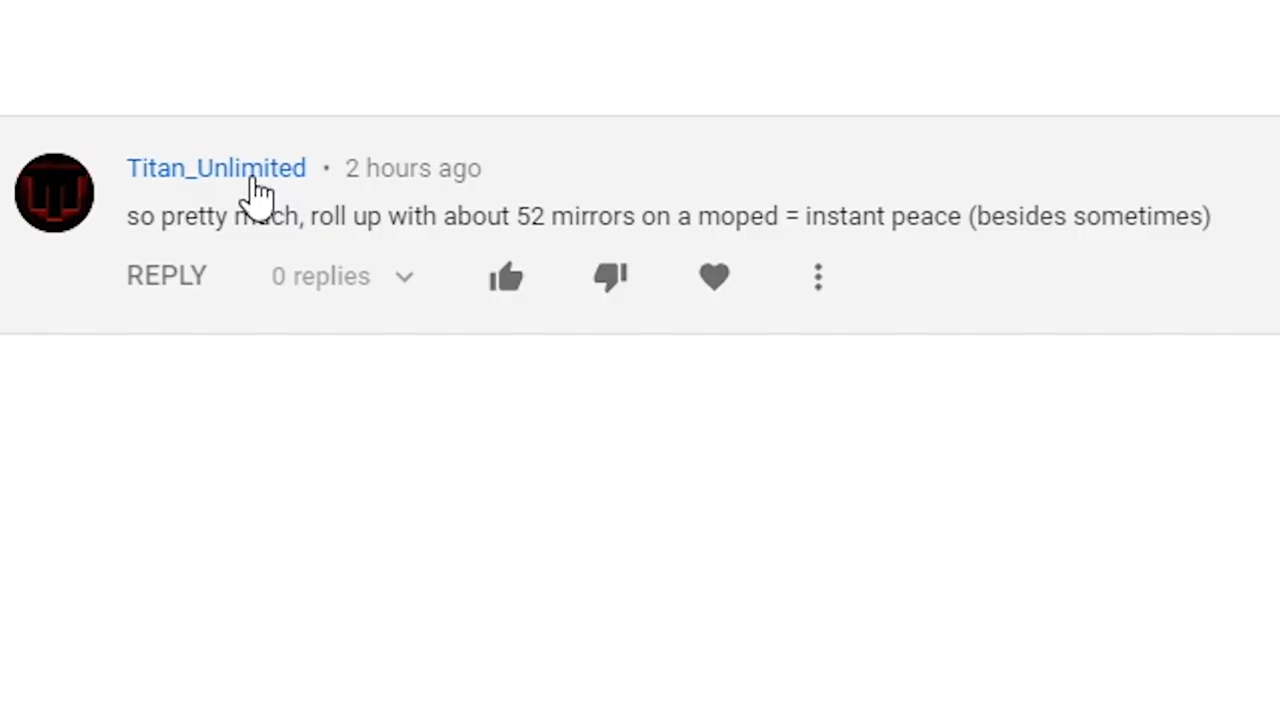 Titan_Unlimited • 2 hours ago
so pretty much, roll up with about 52 mirrors on a moped = instant peace (besides sometimes)
REPLY 0 replies